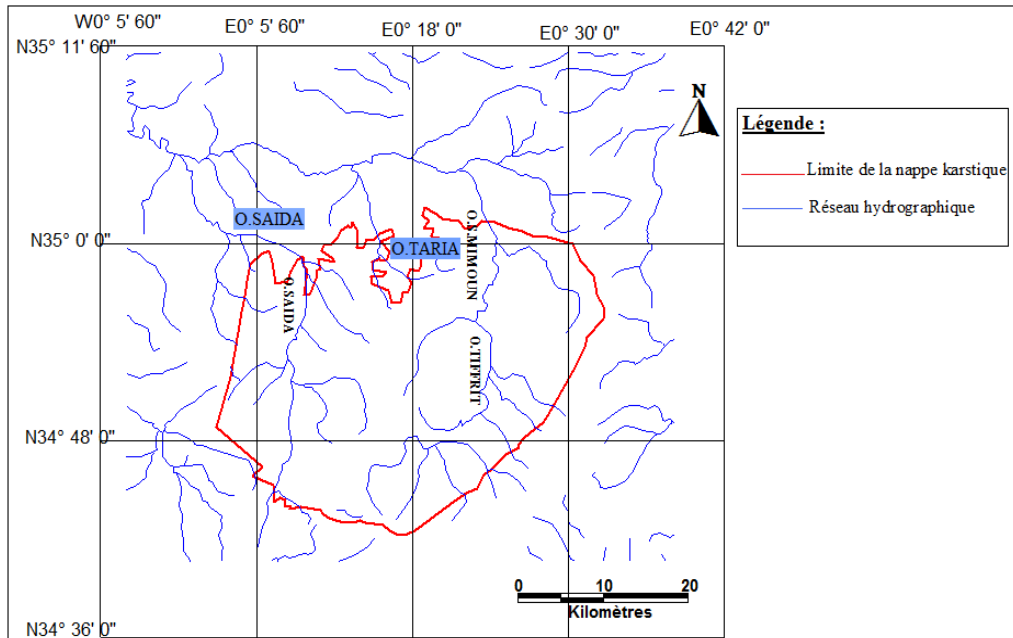 W0° 5' 60"
E0° 5' 60"
E0° 18' 0"
E0° 30' 0"
E0° 42' 0"
N35° 11' 60"
N
Légende :
Limite de la nappe karstique
Réseau hydrographique
O.SAIDA
O.TARIA
O.S.MIMOUN
N35° 0' 0"
O.SAIDA
O.TIFFRIT
N34° 48' 0"
0 10 20
Kilomètres
N34° 36' 0"